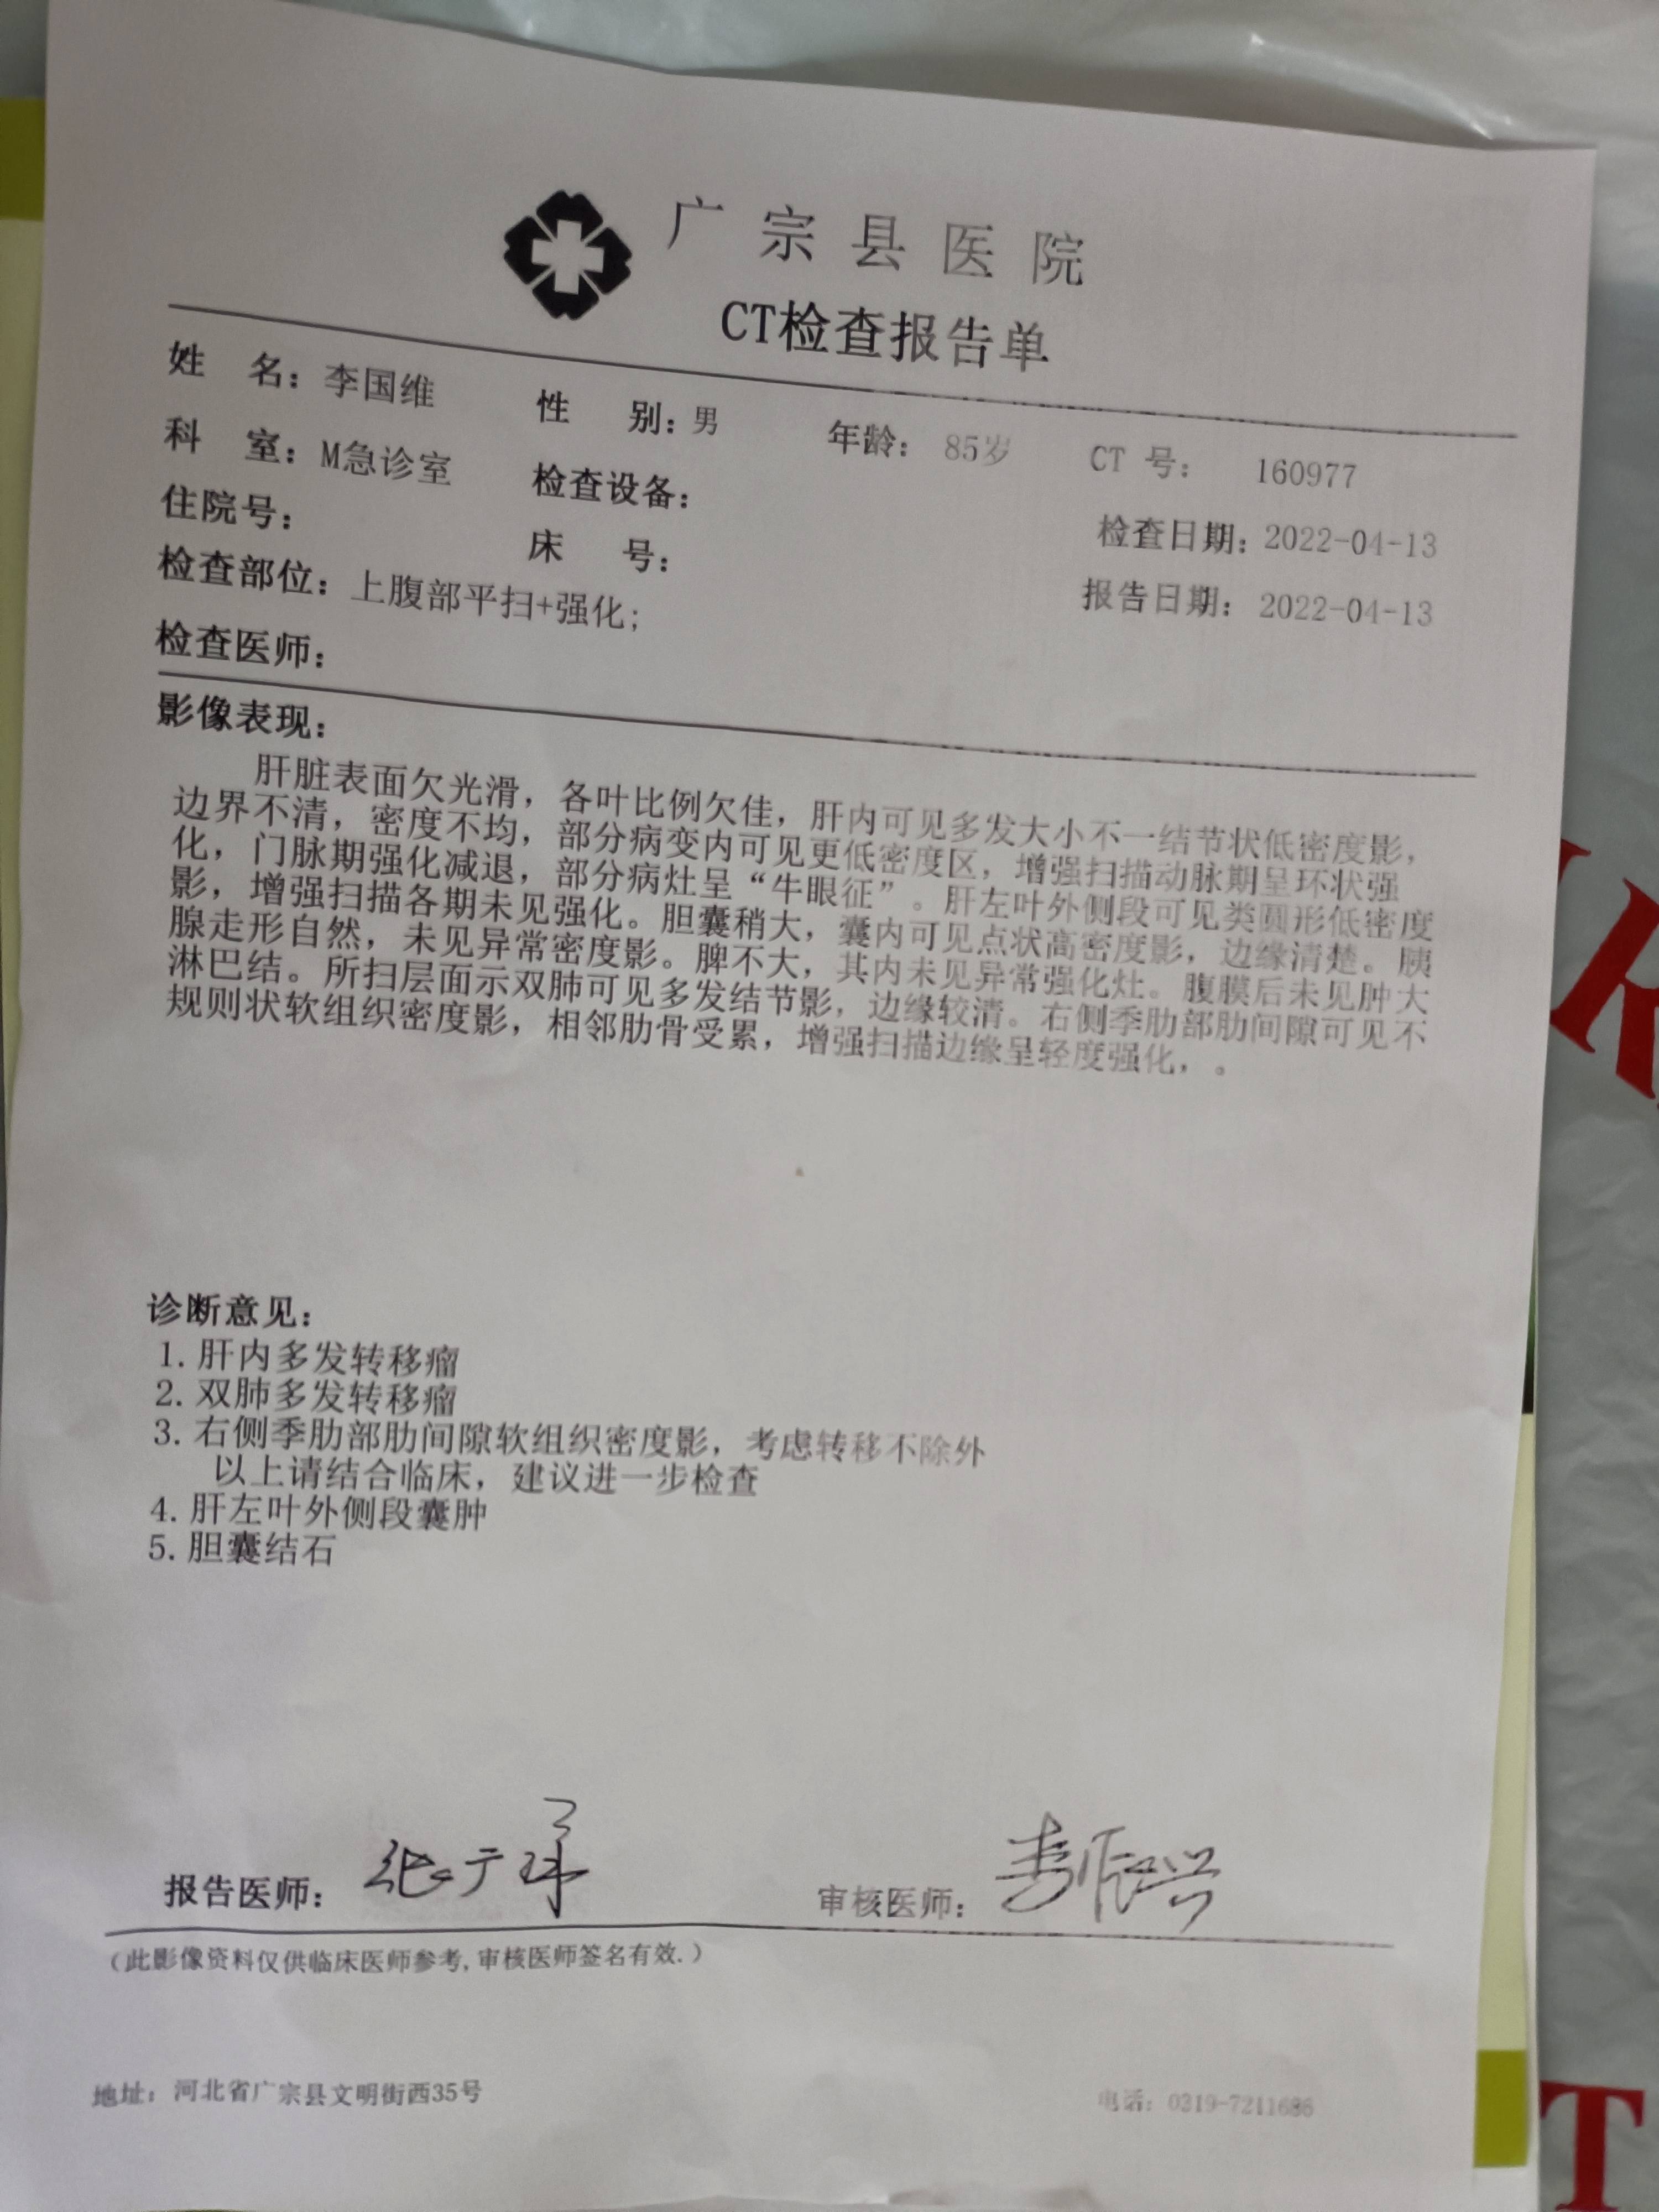 广宗县医院
CT检查报告单
姓 名：李国维 性 别：男 年龄：85岁 CT 号：160977
科 室：M急诊室 检查设备： 检查日期：2022-04-13
住院号： 床 号： 报告日期：2022-04-13
检查部位：上腹部平扫+强化;
检查医师：
影像表现：
肝脏表面欠光滑，各叶比例欠佳，肝内可见多发大小不一结节状低密度影，
边界不清，密度不均，部分病变内可见更低密度区，增强扫描动脉期呈环状强
化，门脉期强化减退，部分病灶呈“牛眼征”。肝左叶外侧段可见类圆形低密度
影，增强扫描各期未见强化。胆囊稍大，囊内可见点状高密度影，边缘清楚。胰
腺走形自然，未见异常密度影。脾不大，其内未见异常强化灶。腹膜后未见肿大
淋巴结。所扫层面示双肺可见多发结节影，边缘较清。右侧季肋部肋间隙可见不
规则状软组织密度影，相邻肋骨受累，增强扫描边缘呈轻度强化，。
诊断意见：
1. 肝内多发转移瘤
2. 双肺多发转移瘤
3. 右侧季肋部肋间隙软组织密度影，考虑转移不除外
以上请结合临床，建议进一步检查
4. 肝左叶外侧段囊肿
5. 胆囊结石
报告医师： 审核医师：
（此影像资料仅供临床医师参考,审核医师签名有效.）
地址：河北省广宗县文明街西35号 电话：0319-7211686
R
T